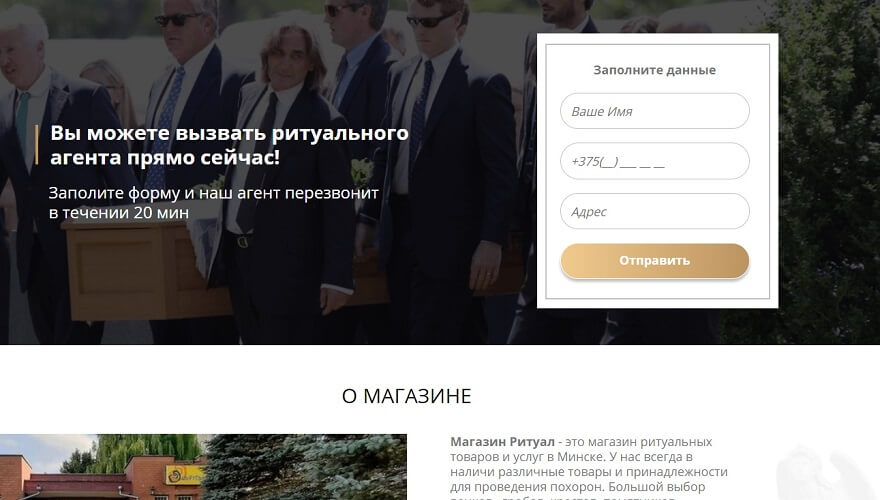 Вы можете вызвать ритуального
агента прямо сейчас!
Заполите форму и наш агент перезвонит
в течении 20 мин
Заполните данные
Ваше Имя
+375(__) ___ __ __
Адрес
Отправить
О МАГАЗИНЕ
Магазин Ритуал - это магазин ритуальных
товаров и услуг в Минске. У нас всегда в
наличи различные товары и принадлежности
для проведения похорон. Большой выбор